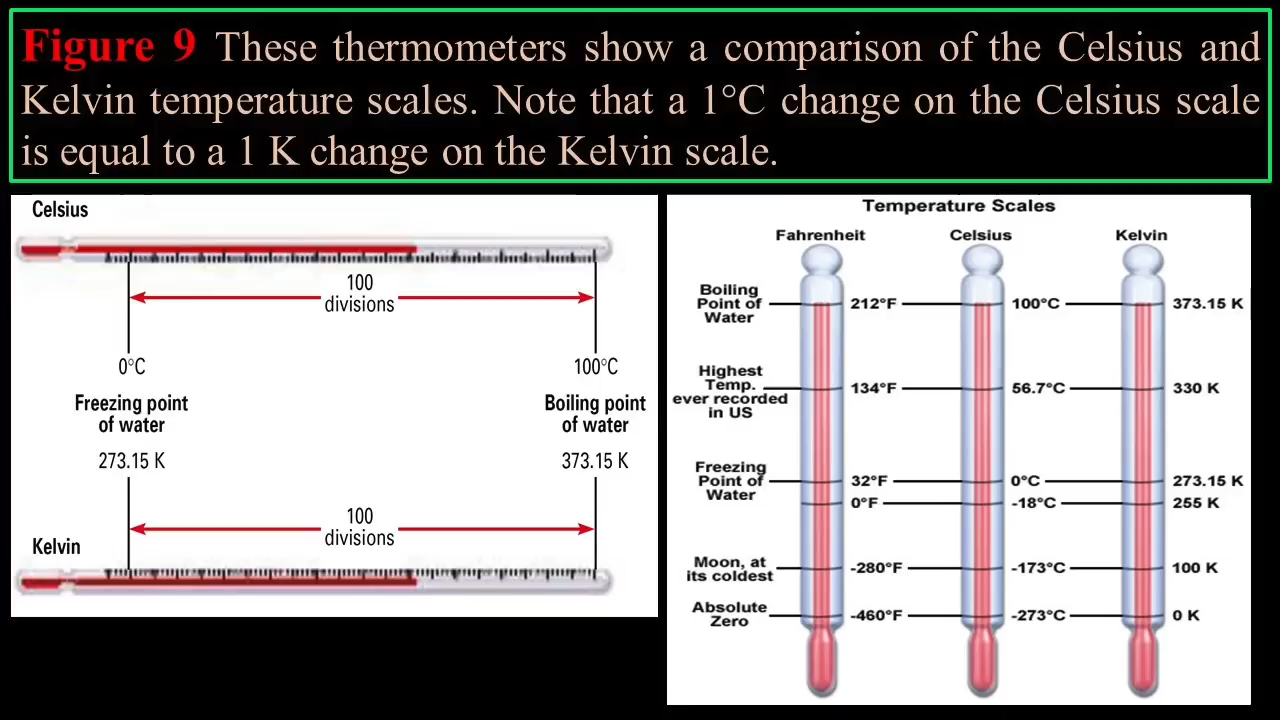 Figure 9 These thermometers show a comparison of the Celsius and
Kelvin temperature scales. Note that a 1°C change on the Celsius scale
is equal to a 1 K change on the Kelvin scale.
Celsius
100
divisions
0°C
100°C
Freezing point
of water
Boiling point
of water
273.15 K
373.15 K
100
divisions
Kelvin
Temperature Scales
Fahrenheit
Celsius
Kelvin
Boiling
Point of
Water
212°F
100°C
373.15 K
Highest
Temp.
ever recorded
in US
134°F
56.7°C
330 K
Freezing
Point of
Water
32°F
0°C
273.15 K
0°F
-18°C
255 K
Moon, at
its coldest
-280°F
-173°C
100 K
Absolute
Zero
-460°F
-273°C
0 K